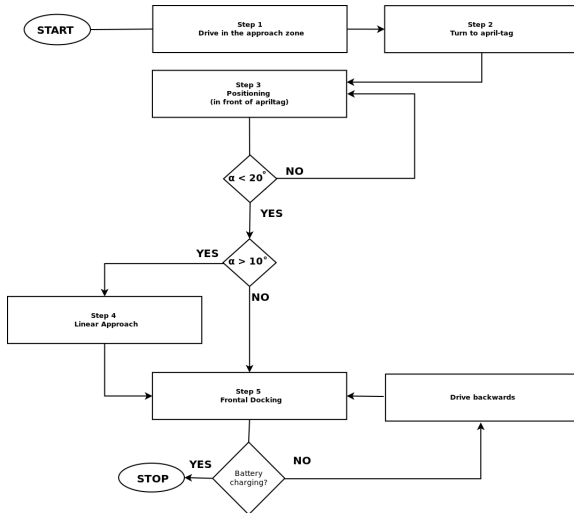 START
Step 1
Drive in the approach zone
Step 2
Turn to april-tag
Step 3
Positioning
(in front of apriltag)
α < 20°
NO
YES
α > 10°
YES
NO
Step 4
Linear Approach
Step 5
Frontal Docking
Drive backwards
Battery
charging?
YES
NO
STOP